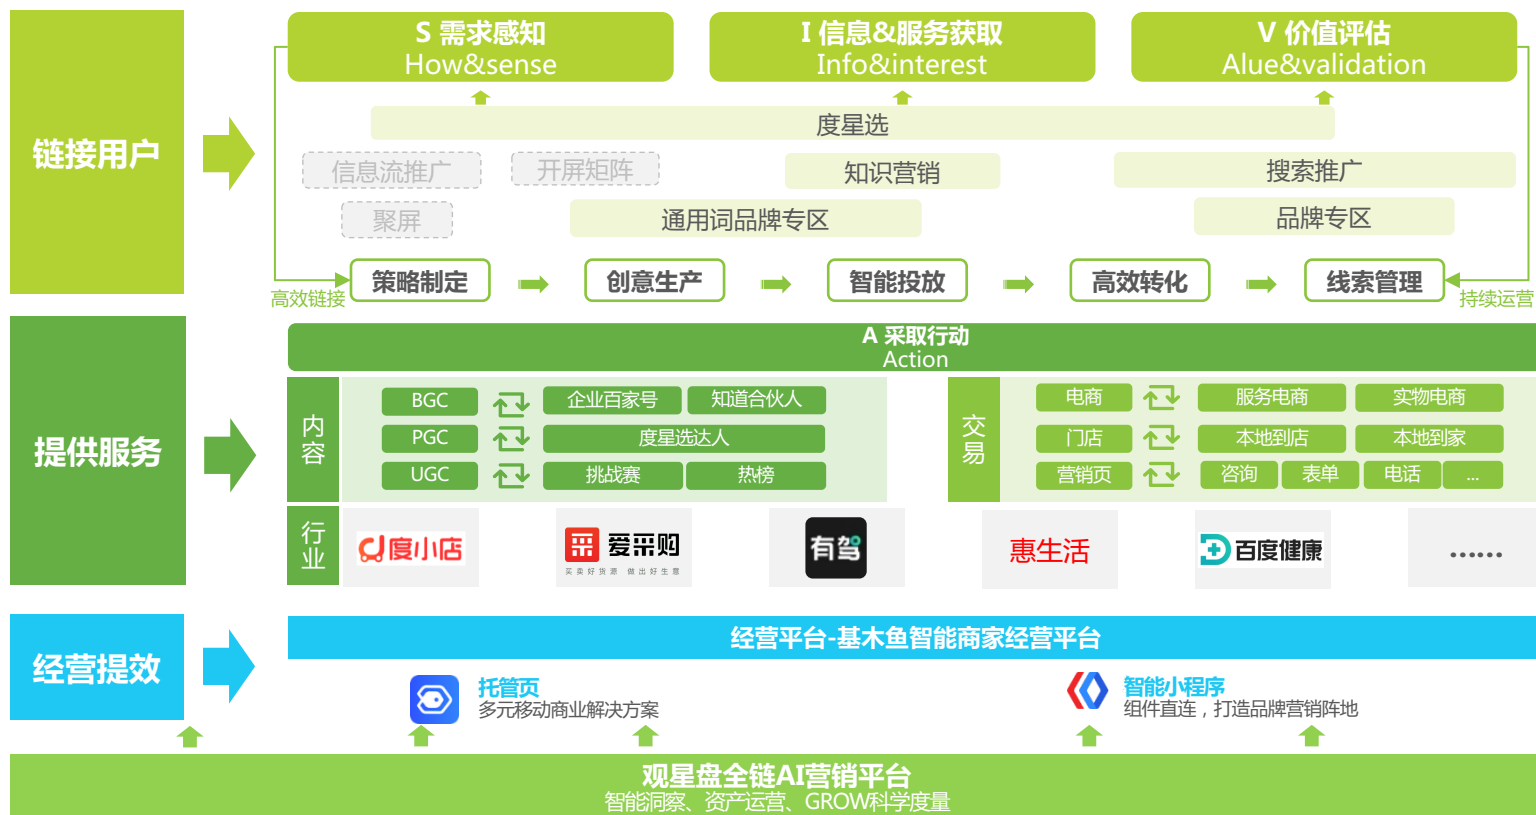 链接用户
S 需求感知
How&sense
I 信息&服务获取
Info&interest
V 价值评估
Alue&validation
度星选
信息流推广
开屏矩阵
知识营销
搜索推广
聚屏
通用词品牌专区
品牌专区
高效链接
策略制定
创意生产
智能投放
高效转化
线索管理
持续运营
提供服务
A 采取行动
Action
内容
BGC
企业百家号
知道合伙人
PGC
度星选达人
UGC
挑战赛
热榜
交易
电商
服务电商
实物电商
门店
本地到店
本地到家
营销页
咨询
表单
电话
...
行业
度小店
采
爱采购
买卖好货源 做出好生意
有驾
惠生活
百度健康
……
经营提效
经营平台-基木鱼智能商家经营平台
托管页
多元移动商业解决方案
智能小程序
组件直连，打造品牌营销阵地
观星盘全链AI营销平台
智能洞察、资产运营、GROW科学度量